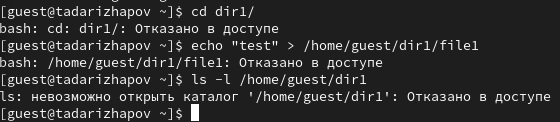 [guest@tadarizhapov ~]$ cd dir1/
bash: cd: dir1/: Отказано в доступе
[guest@tadarizhapov ~]$ echo "test" > /home/guest/dir1/file1
bash: /home/guest/dir1/file1: Отказано в доступе
[guest@tadarizhapov ~]$ ls -l /home/guest/dir1
ls: невозможно открыть каталог '/home/guest/dir1': Отказано в доступе
[guest@tadarizhapov ~]$